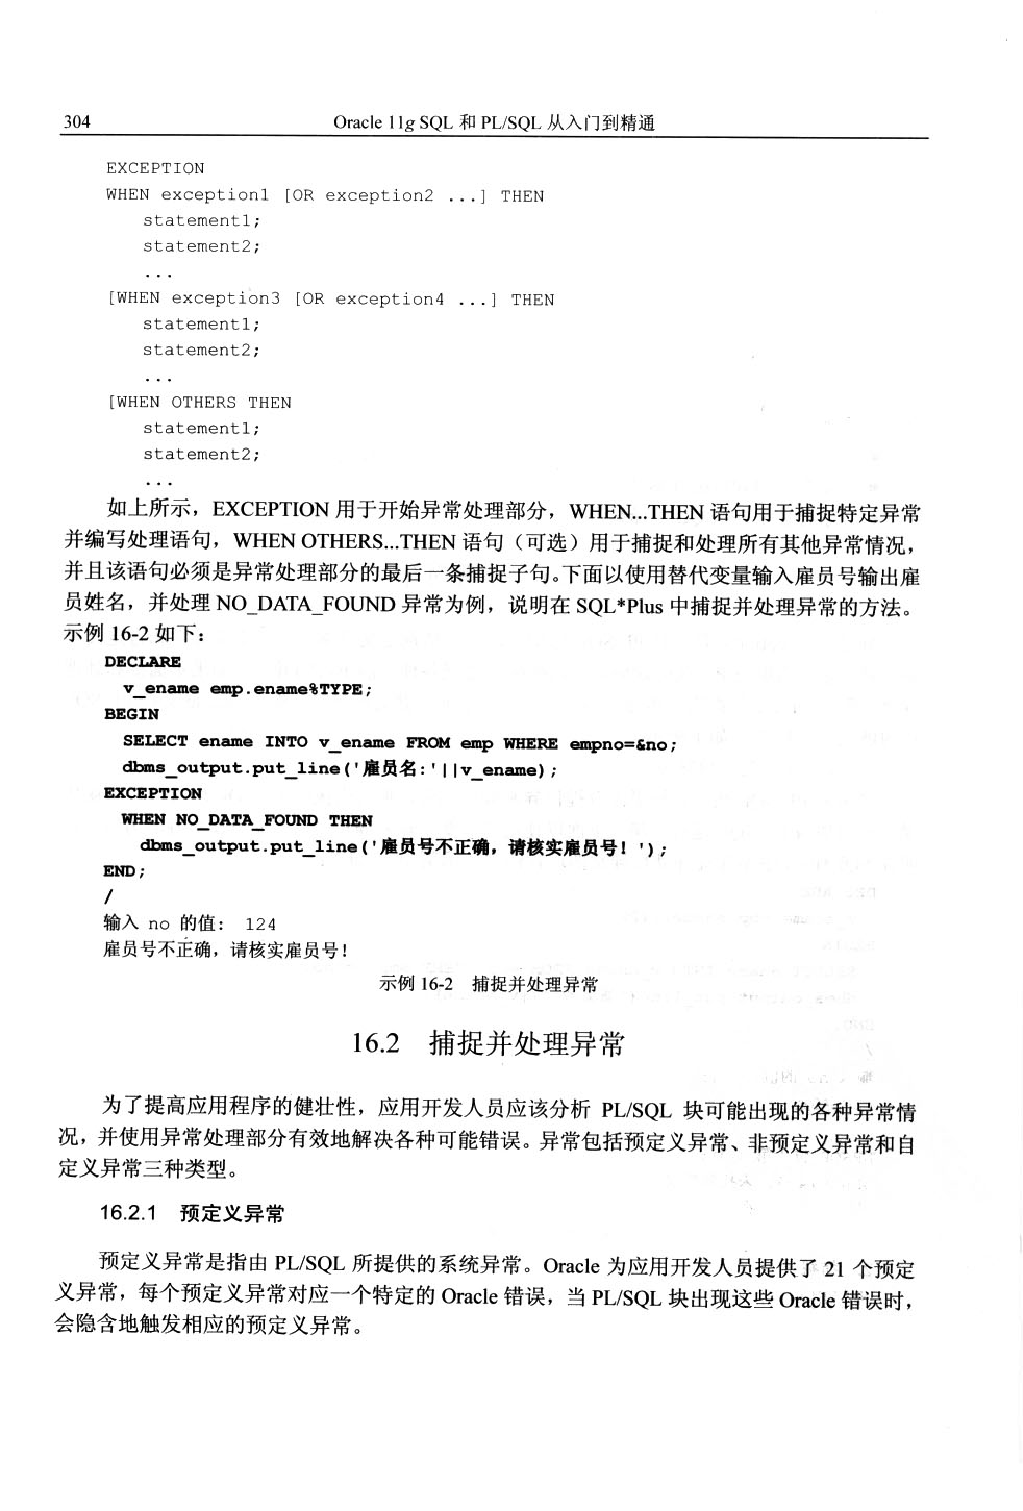 304 Oracle 11g SQL 和 PL/SQL 从入门到精通
EXCEPTION
WHEN exception1 [OR exception2 ...] THEN
statement1;
statement2;
...
[WHEN exception3 [OR exception4 ...] THEN
statement1;
statement2;
...
[WHEN OTHERS THEN
statement1;
statement2;
...
如上所示，EXCEPTION 用于开始异常处理部分，WHEN...THEN 语句用于捕捉特定异常
并编写处理语句，WHEN OTHERS...THEN 语句（可选）用于捕捉和处理所有其他异常情况，
并且该语句必须是异常处理部分的最后一条捕捉子句。下面以使用替代变量输入雇员号输出雇
员姓名，并处理 NO_DATA_FOUND 异常为例，说明在 SQL*Plus 中捕捉并处理异常的方法。
示例 16-2 如下：
DECLARE
v_ename emp.ename%TYPE;
BEGIN
SELECT ename INTO v_ename FROM emp WHERE empno=&no;
dbms_output.put_line('雇员名:'||v_ename);
EXCEPTION
WHEN NO_DATA_FOUND THEN
dbms_output.put_line('雇员号不正确，请核实雇员号！');
END;
/
输入 no 的值： 124
雇员号不正确，请核实雇员号！
示例 16-2 捕捉并处理异常
16.2 捕捉并处理异常
为了提高应用程序的健壮性，应用开发人员应该分析 PL/SQL 块可能出现的各种异常情
况，并使用异常处理部分有效地解决各种可能错误。异常包括预定义异常、非预定义异常和自
定义异常三种类型。
16.2.1 预定义异常
预定义异常是指由 PL/SQL 所提供的系统异常。Oracle 为应用开发人员提供了 21 个预定
义异常，每个预定义异常对应一个特定的 Oracle 错误，当 PL/SQL 块出现这些 Oracle 错误时，
会隐含地触发相应的预定义异常。